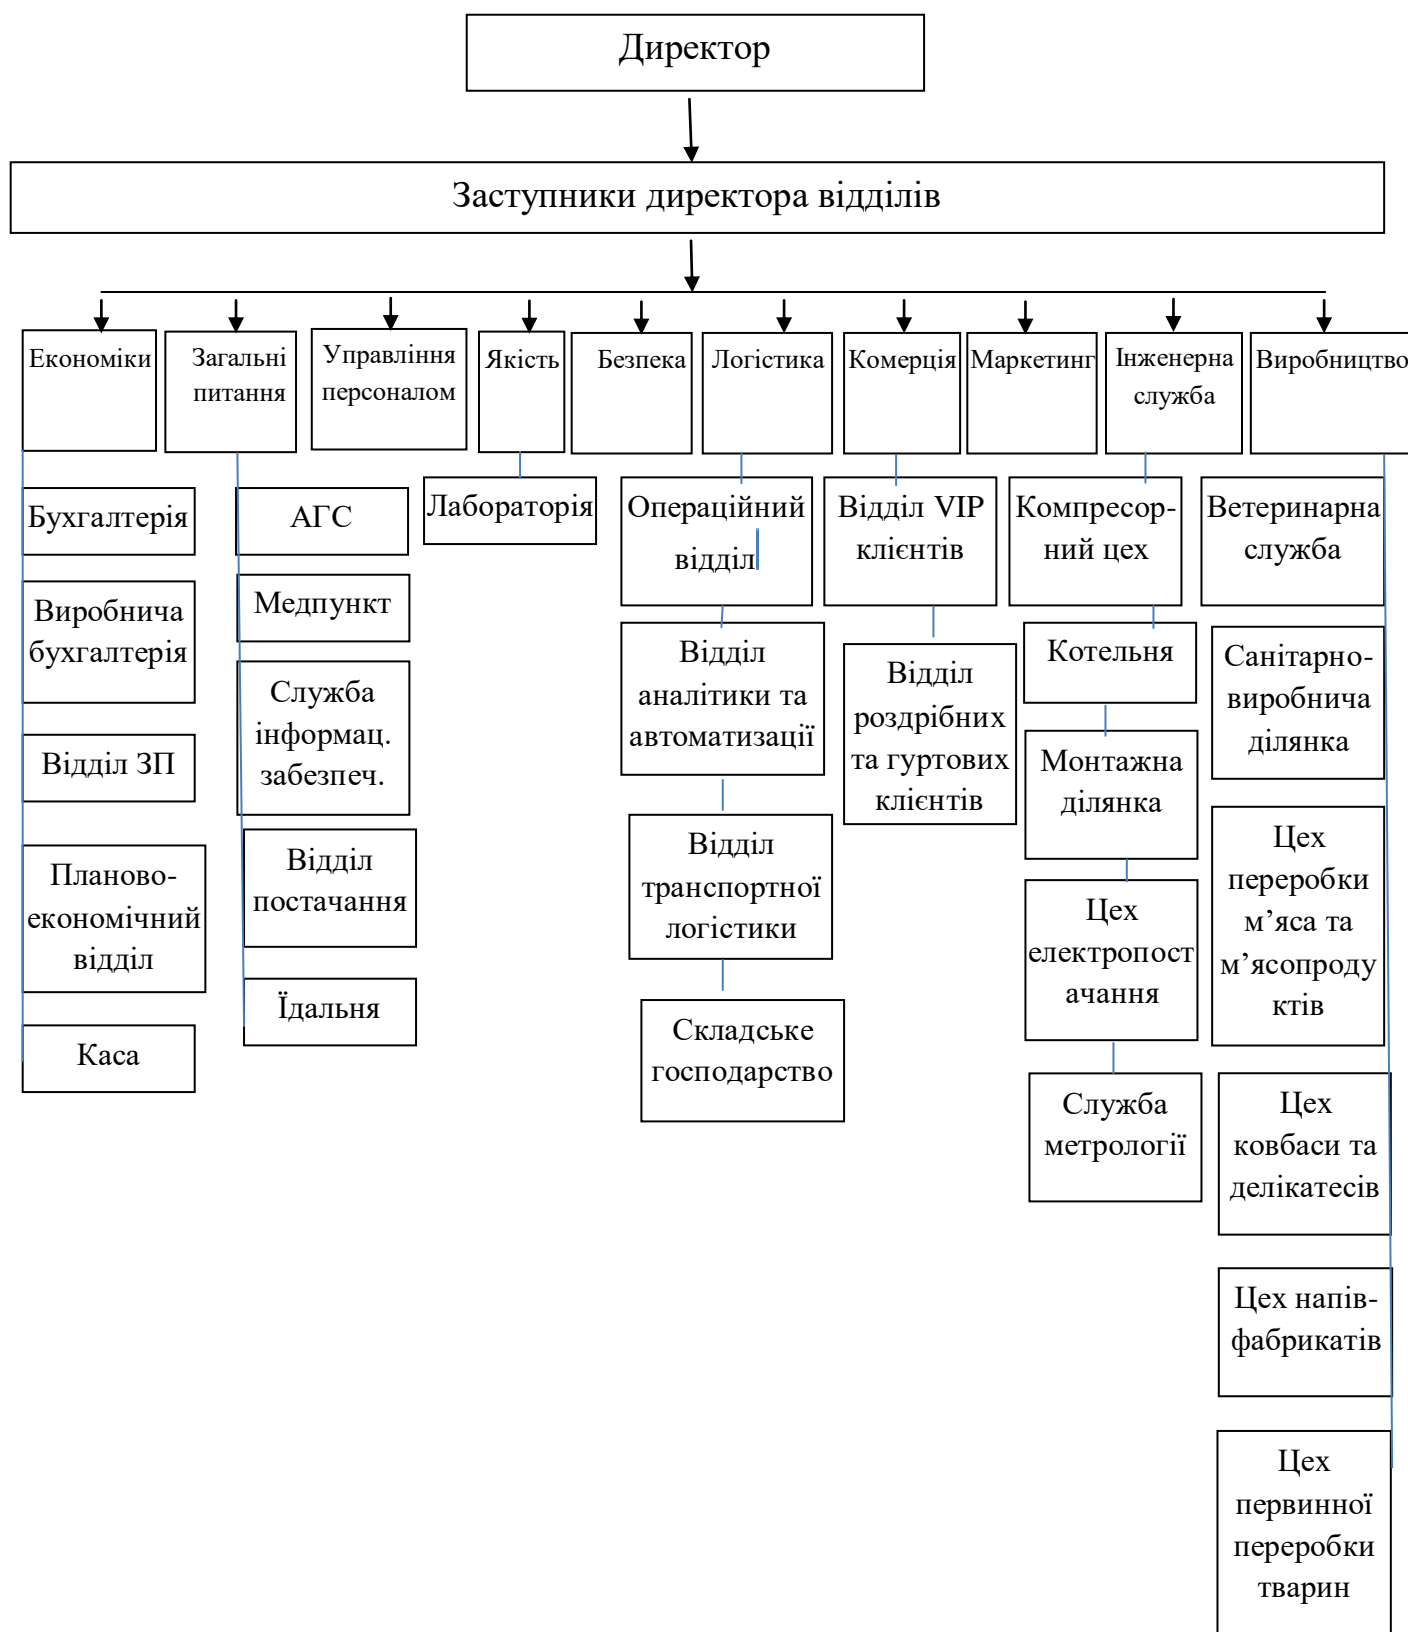 Директор
Заступники директора відділів
Економіки
Загальні
питання
Управління
персоналом
Якість
Безпека
Логістика
Комерція
Маркетинг
Інженерна
служба
Виробництво
Бухгалтерія
Виробнича
бухгалтерія
Відділ ЗП
Планово-
економічний
відділ
Каса
АГС
Медпункт
Служба
інформац.
забезпеч.
Відділ
постачання
Їдальня
Лабораторія
Операційний
відділ
Відділ
аналітики та
автоматизації
Відділ
транспортної
логістики
Складське
господарство
Відділ VIP
клієнтів
Відділ
роздрібних
та гуртових
клієнтів
Компресор-
ний цех
Котельня
Монтажна
ділянка
Цех
електропост
ачання
Служба
метрології
Ветеринарна
служба
Санітарно-
виробнича
ділянка
Цех
переробки
м’яса та
м’ясопроду
ктів
Цех
ковбаси та
делікатесів
Цех напів-
фабрикатів
Цех
первинної
переробки
тварин